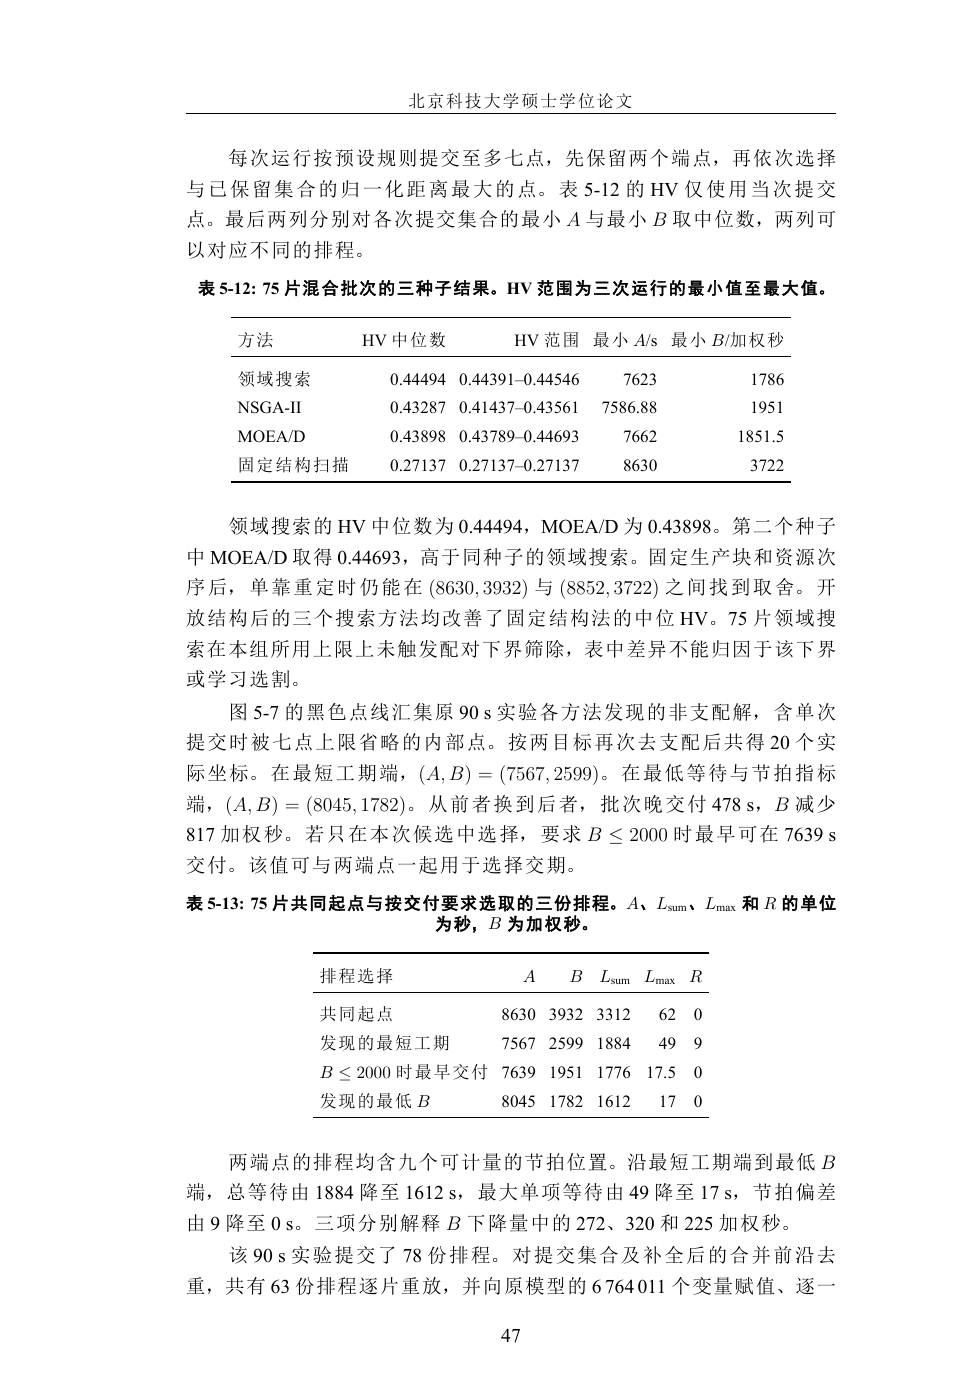 北京科技大学硕士学位论文
每次运行按预设规则提交至多七点，先保留两个端点，再依次选择
与已保留集合的归一化距离最大的点。表 5-12 的 HV 仅使用当次提交
点。最后两列分别对各次提交集合的最小 A 与最小 B 取中位数，两列可
以对应不同的排程。
表 5-12: 75 片混合批次的三种子结果。HV 范围为三次运行的最小值至最大值。
方法 HV 中位数 HV 范围 最小 A/s 最小 B/加权秒
领域搜索 0.44494 0.44391–0.44546 7623 1786
NSGA-II 0.43287 0.41437–0.43561 7586.88 1951
MOEA/D 0.43898 0.43789–0.44693 7662 1851.5
固定结构扫描 0.27137 0.27137–0.27137 8630 3722
领域搜索的 HV 中位数为 0.44494，MOEA/D 为 0.43898。第二个种子
中 MOEA/D 取得 0.44693，高于同种子的领域搜索。固定生产块和资源次
序后，单靠重定时仍能在 (8630, 3932) 与 (8852, 3722) 之间找到取舍。开
放结构后的三个搜索方法均改善了固定结构法的中位 HV。75 片领域搜
索在本组所用上限上未触发配对下界筛除，表中差异不能归因于该下界
或学习选割。
图 5-7 的黑色点线汇集原 90 s 实验各方法发现的非支配解，含单次
提交时被七点上限省略的内部点。按两目标再次去支配后共得 20 个实
际坐标。在最短工期端，(A, B) = (7567, 2599)。在最低等待与节拍指标
端，(A, B) = (8045, 1782)。从前者换到后者，批次晚交付 478 s，B 减少
817 加权秒。若只在本次候选中选择，要求 B ≤ 2000 时最早可在 7639 s
交付。该值可与两端点一起用于选择交期。
表 5-13: 75 片共同起点与按交付要求选取的三份排程。A、Lsum、Lmax 和 R 的单位
为秒，B 为加权秒。
排程选择 A B Lsum Lmax R
共同起点 8630 3932 3312 62 0
发现的最短工期 7567 2599 1884 49 9
B ≤ 2000 时最早交付 7639 1951 1776 17.5 0
发现的最低 B 8045 1782 1612 17 0
两端点的排程均含九个可计量的节拍位置。沿最短工期端到最低 B
端，总等待由 1884 降至 1612 s，最大单项等待由 49 降至 17 s，节拍偏差
由 9 降至 0 s。三项分别解释 B 下降量中的 272、320 和 225 加权秒。
该 90 s 实验提交了 78 份排程。对提交集合及补全后的合并前沿去
重，共有 63 份排程逐片重放，并向原模型的 6 764 011 个变量赋值、逐一
47